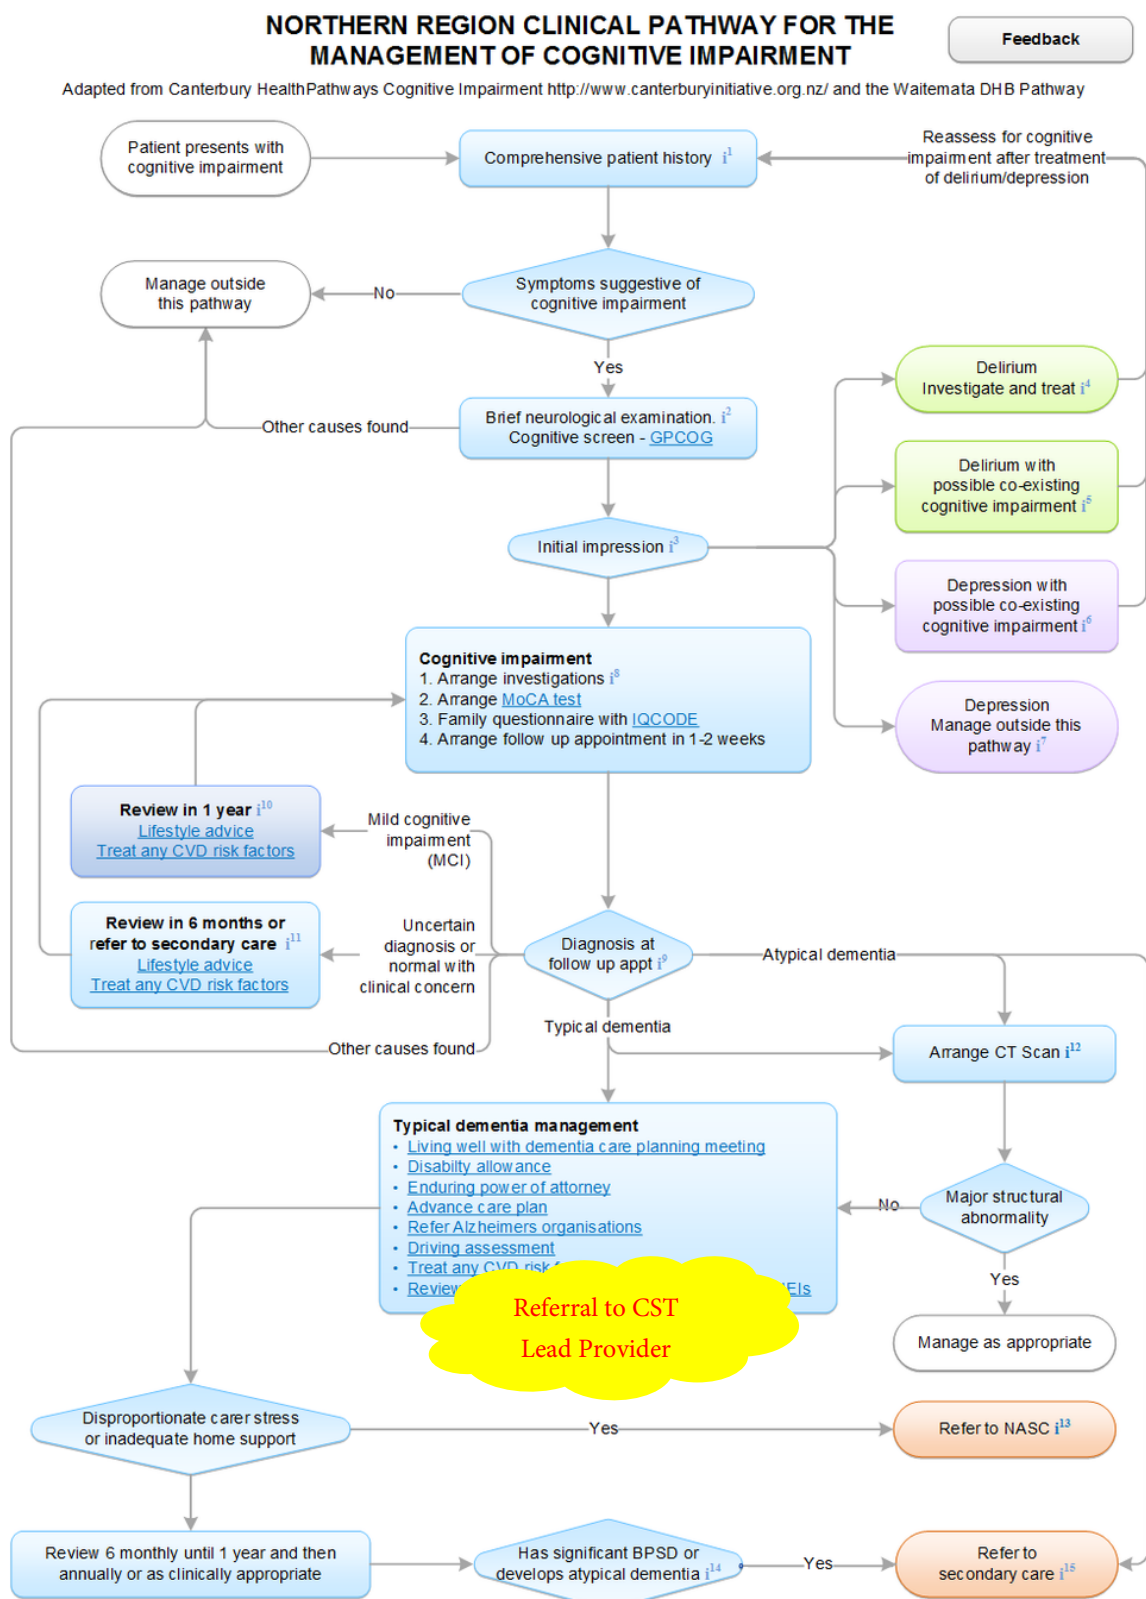 NORTHERN REGION CLINICAL PATHWAY FOR THE
MANAGEMENT OF COGNITIVE IMPAIRMENT
Feedback
Adapted from Canterbury HealthPathways Cognitive Impairment http://www.canterburyinitiative.org.nz/ and the Waitemata DHB Pathway
Patient presents with
cognitive impairment
Comprehensive patient history i1
Reassess for cognitive
impairment after treatment
of delirium/depression
Manage outside
this pathway
No
Symptoms suggestive of
cognitive impairment
Yes
Delirium
Investigate and treat i4
Other causes found
Brief neurological examination. i2
Cognitive screen - GPCOG
Delirium with
possible co-existing
cognitive impairment i5
Initial impression i3
Depression with
possible co-existing
cognitive impairment i6
Cognitive impairment
1. Arrange investigations i8
2. Arrange MoCA test
3. Family questionnaire with IQCODE
4. Arrange follow up appointment in 1-2 weeks
Depression
Manage outside this
pathway i7
Review in 1 year i10
Lifestyle advice
Treat any CVD risk factors
Mild cognitive
impairment
(MCI)
Review in 6 months or
refer to secondary care i11
Lifestyle advice
Treat any CVD risk factors
Uncertain
diagnosis or
normal with
clinical concern
Diagnosis at
follow up appt i9
Atypical dementia
Typical dementia
Other causes found
Arrange CT Scan i12
Typical dementia management
• Living well with dementia care planning meeting
• Disabilty allowance
• Enduring power of attorney
• Advance care plan
• Refer Alzheimers organisations
• Driving assessment
• Treat any CVD risk
• Review
Referral to CST
Lead Provider
No
Major structural
abnormality
Yes
Manage as appropriate
Disproportionate carer stress
or inadequate home support
Yes
Refer to NASC i13
Review 6 monthly until 1 year and then
annually or as clinically appropriate
Has significant BPSD or
develops atypical dementia i14
Yes
Refer to
secondary care i15